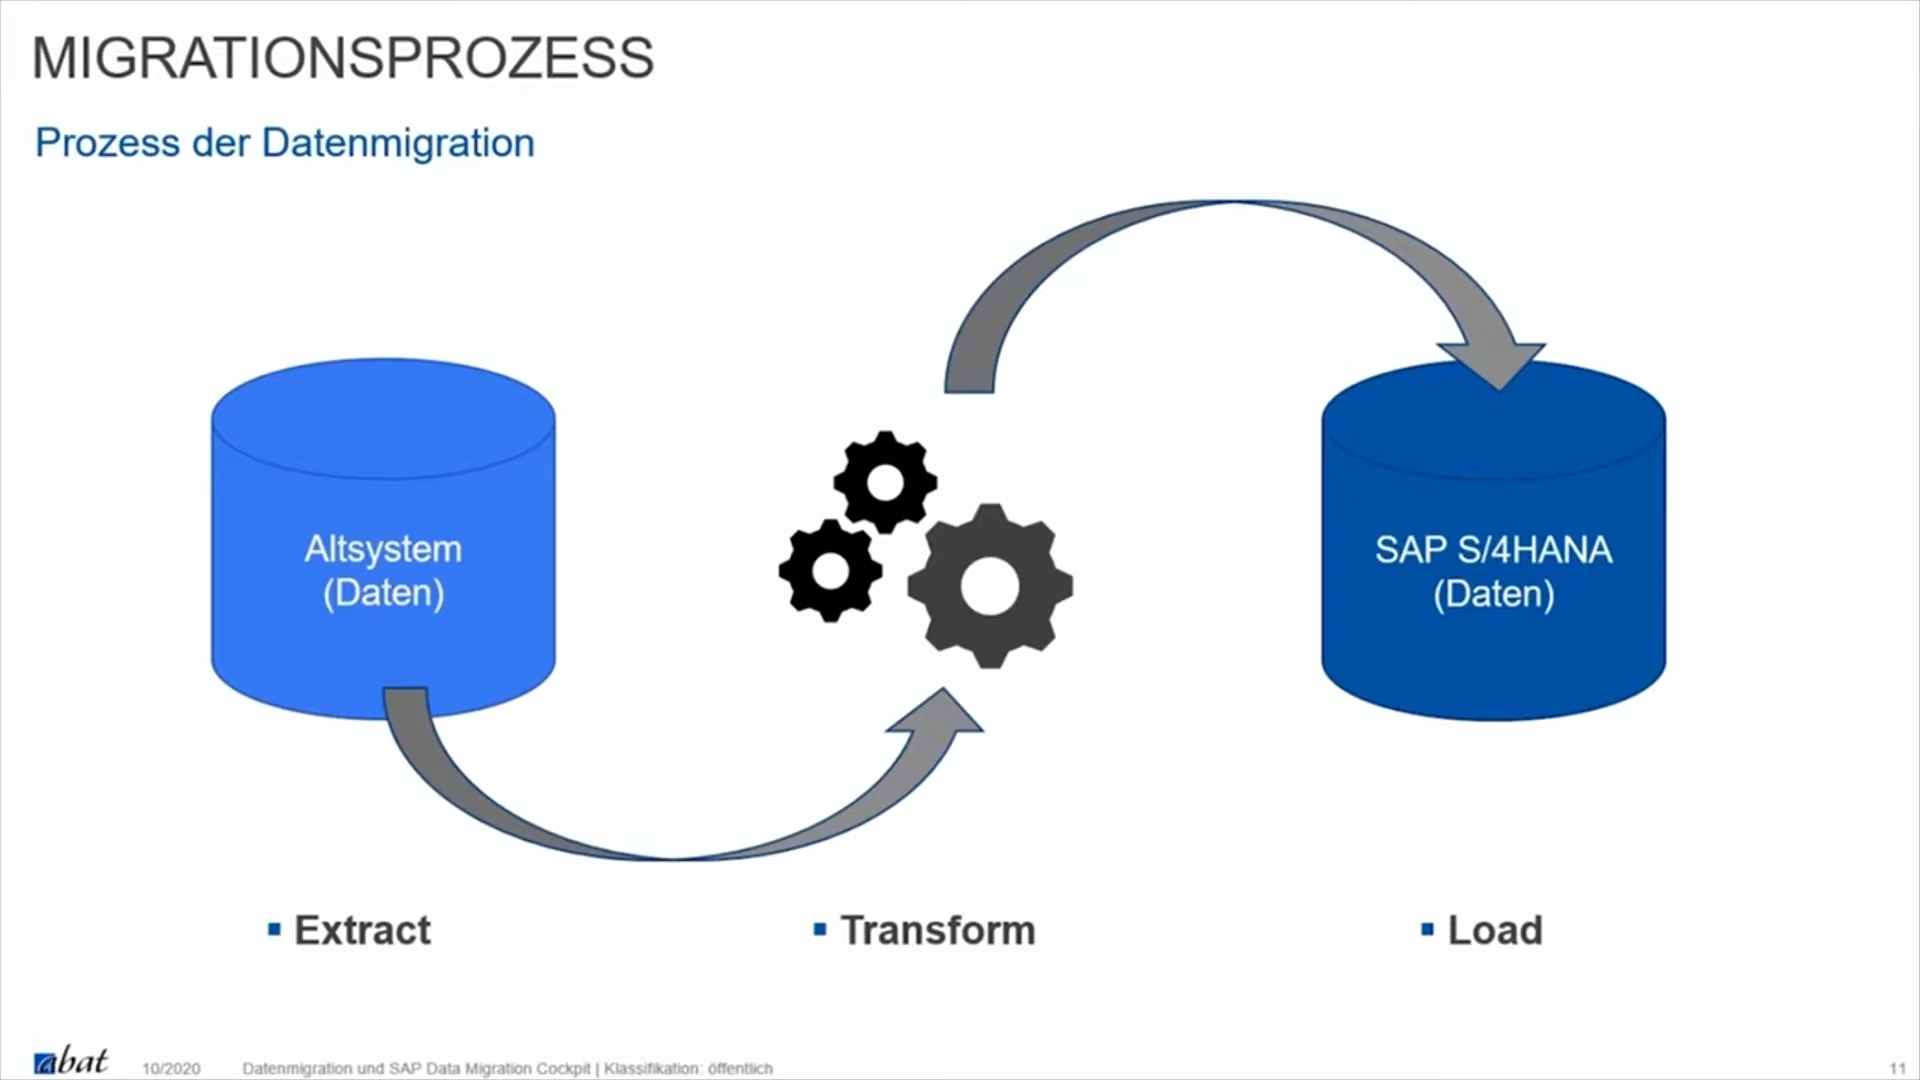 MIGRATIONSPROZESS
Prozess der Datenmigration
Altsystem
(Daten)
SAP S/4HANA
(Daten)
▪ Extract
▪ Transform
▪ Load
abat
10/2020
Datenmigration und SAP Data Migration Cockpit | Klassifikation: öffentlich
11